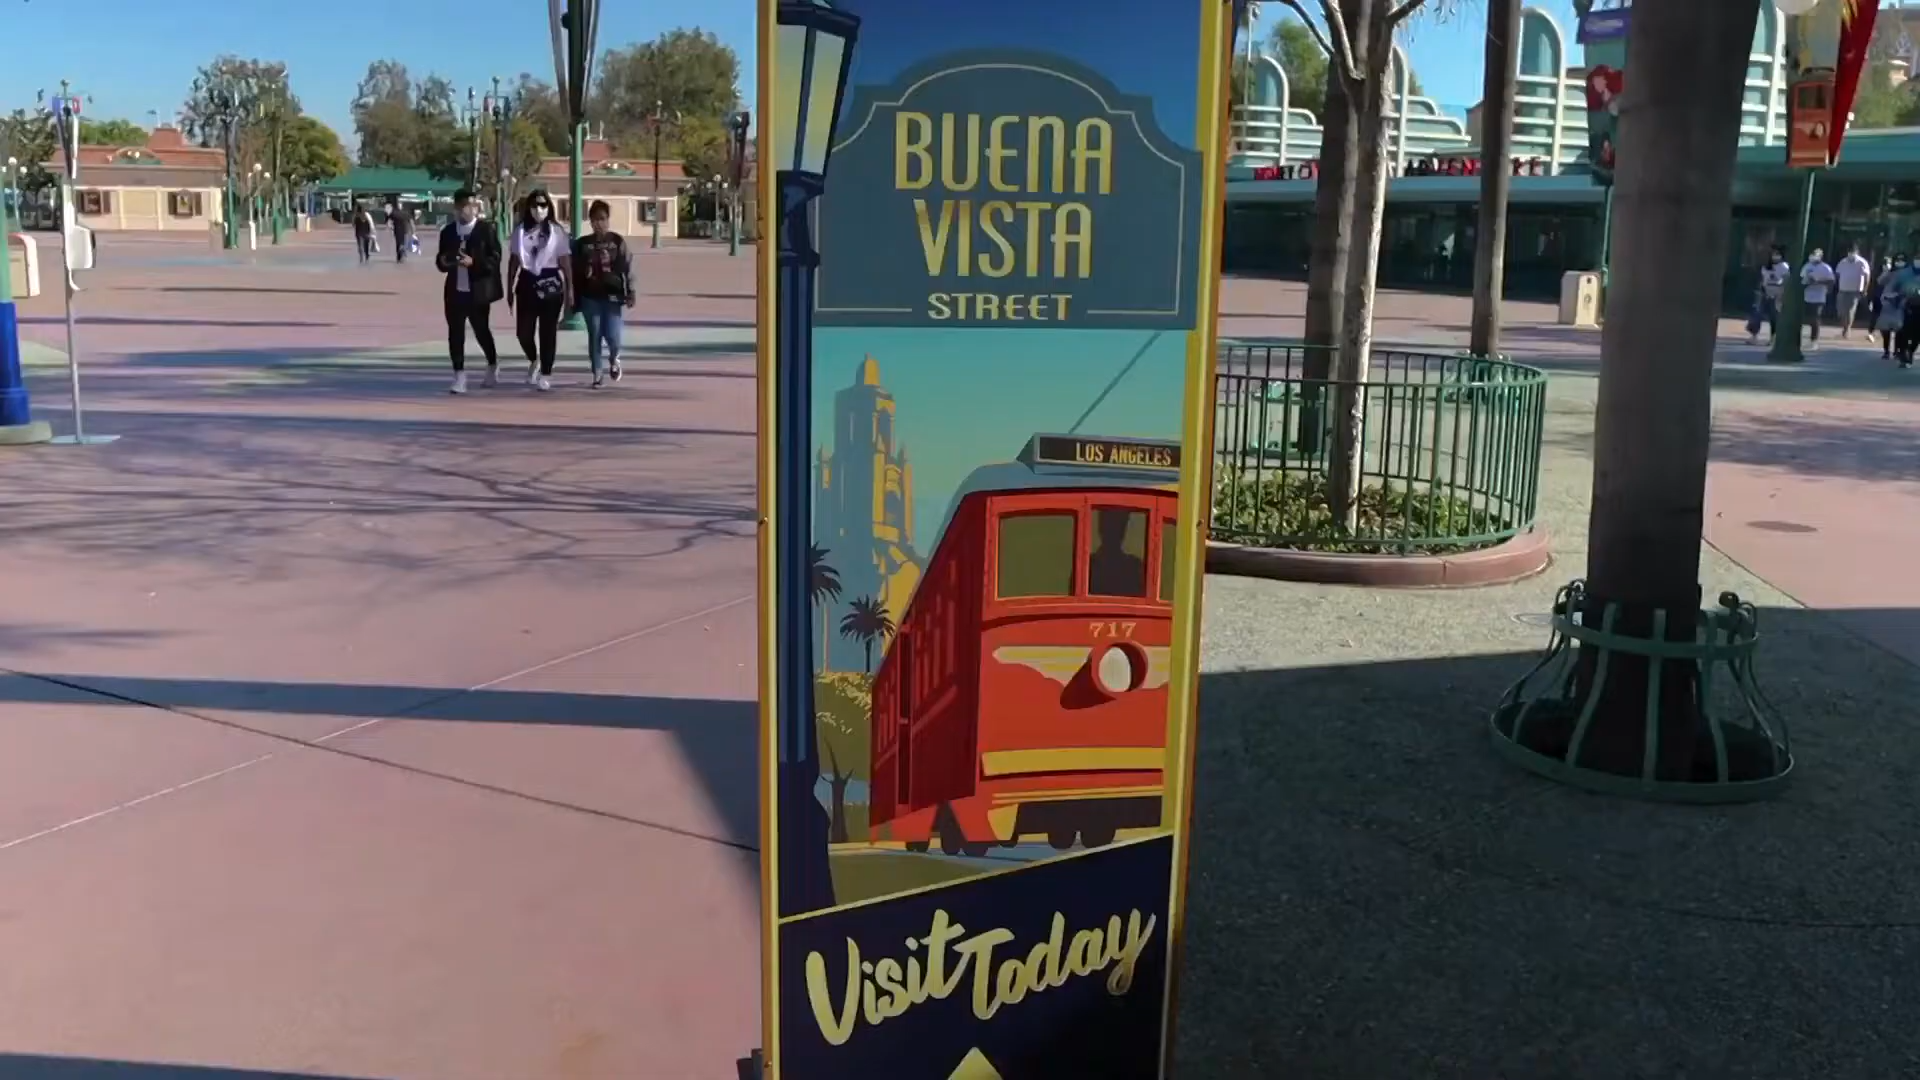 BUENA
VISTA
STREET
LOS ANGELES
717
Visit Today